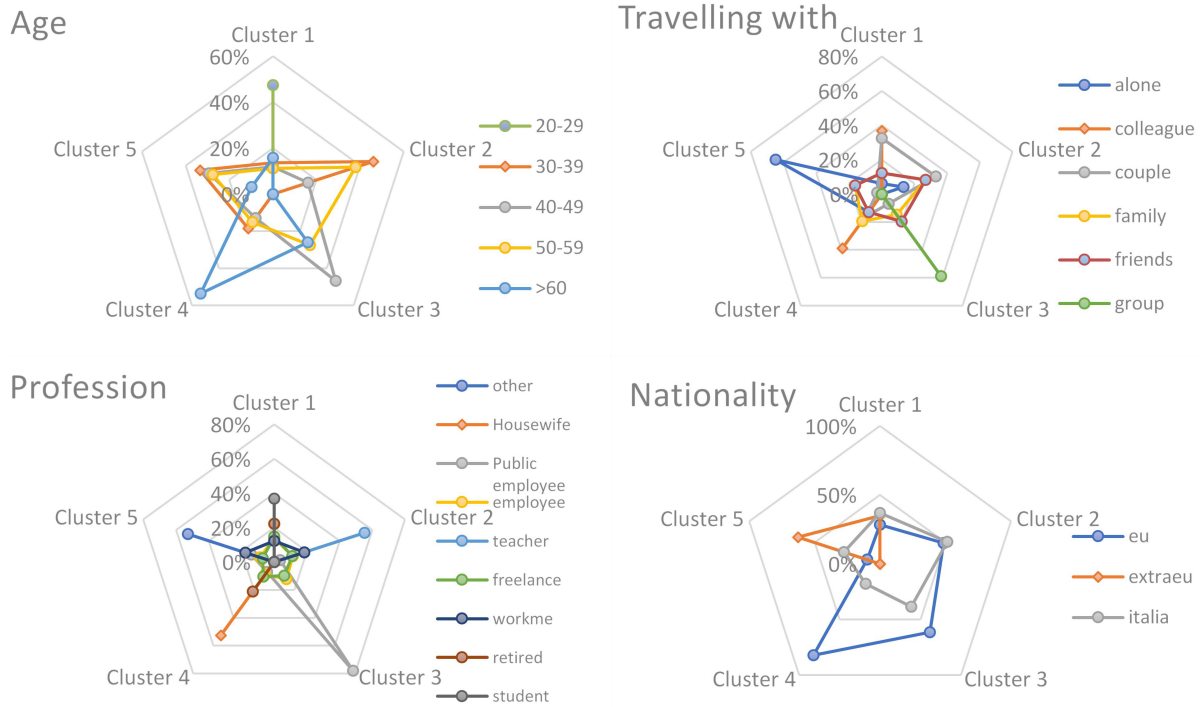 Age
Cluster 1
60%
40%
20%
0%
Cluster 2
Cluster 3
Cluster 4
Cluster 5
20-29
30-39
40-49
50-59
>60
Travelling with
Cluster 1
80%
60%
40%
20%
0%
Cluster 2
Cluster 3
Cluster 4
Cluster 5
alone
colleague
couple
family
friends
group
Profession
Cluster 1
80%
60%
40%
20%
0%
Cluster 2
Cluster 3
Cluster 4
Cluster 5
other
Housewife
Public
employee
employee
teacher
freelance
workme
retired
student
Nationality
Cluster 1
100%
50%
0%
Cluster 2
Cluster 3
Cluster 4
Cluster 5
eu
extraeu
italia